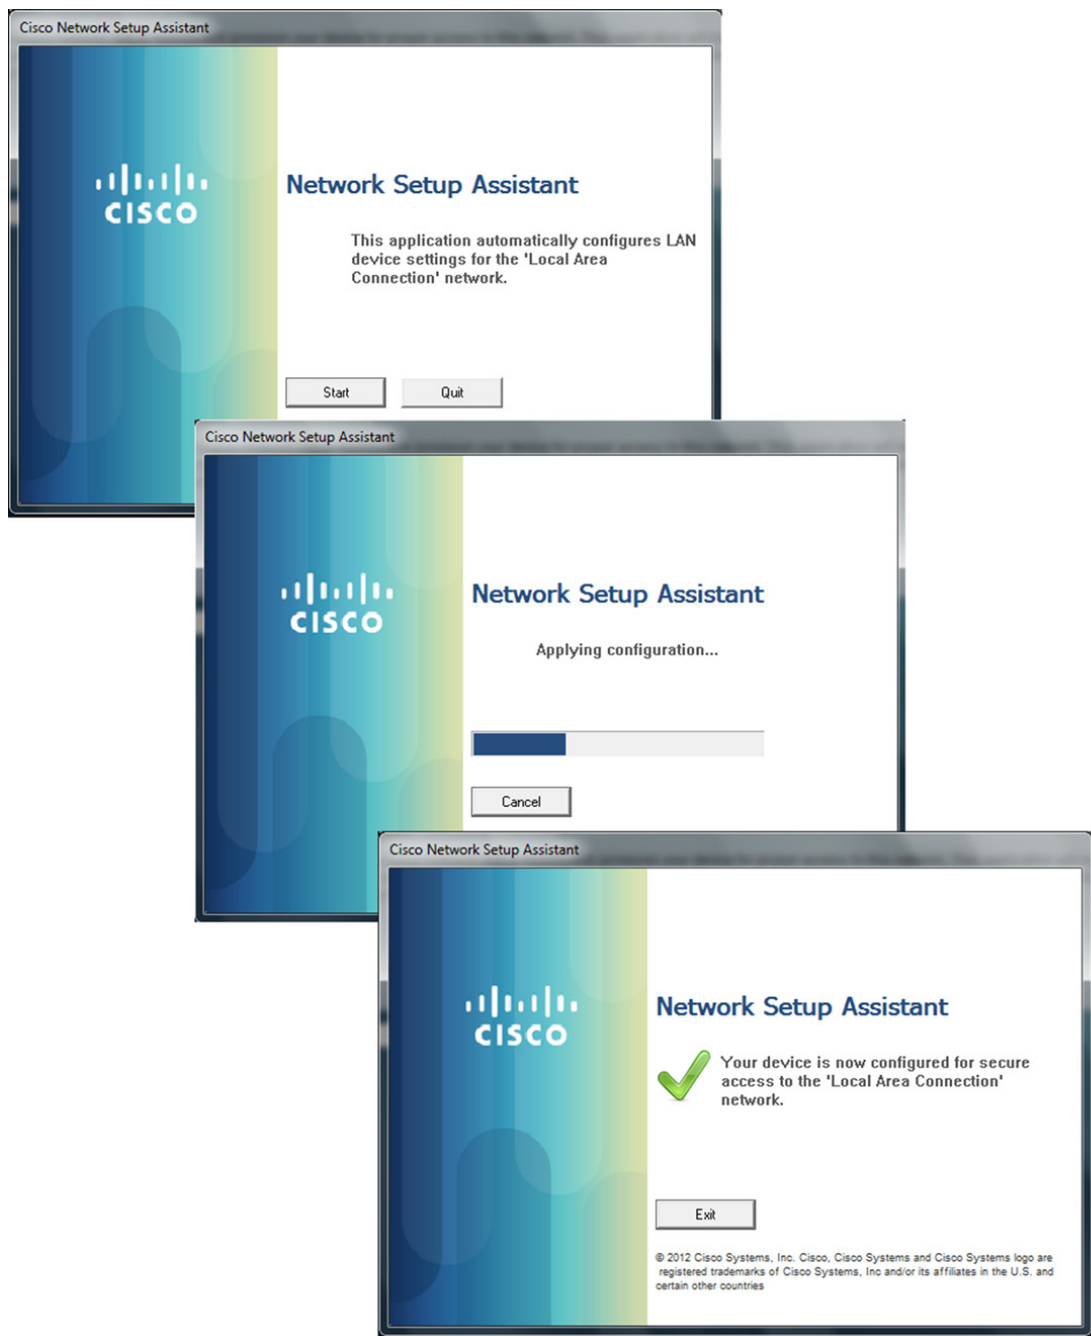 Cisco Network Setup Assistant
CISCO
Network Setup Assistant
This application automatically configures LAN
device settings for the 'Local Area
Connection' network.
Start Quit
Cisco Network Setup Assistant
CISCO
Network Setup Assistant
Applying configuration...
Cancel
Cisco Network Setup Assistant
CISCO
Network Setup Assistant
Your device is now configured for secure
access to the 'Local Area Connection'
network.
Exit
© 2012 Cisco Systems, Inc. Cisco, Cisco Systems and Cisco Systems logo are
registered trademarks of Cisco Systems, Inc and/or its affiliates in the U.S. and
certain other countries